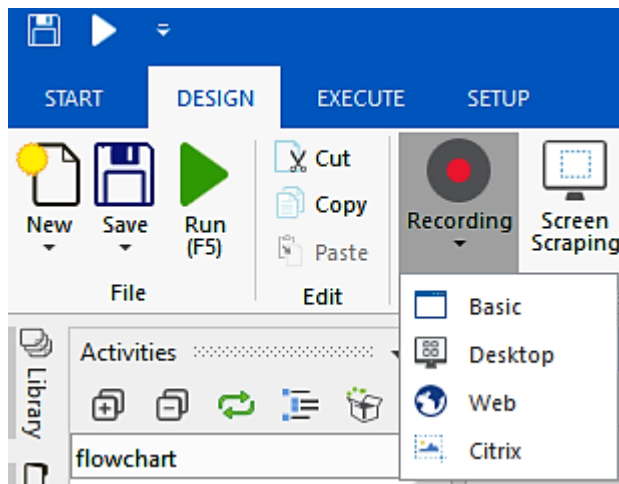 START DESIGN EXECUTE SETUP
New
Save
Run
(F5)
File
Cut
Copy
Paste
Edit
Recording
Screen
Scraping
Basic
Desktop
Web
Citrix
Library
Activities
flowchart